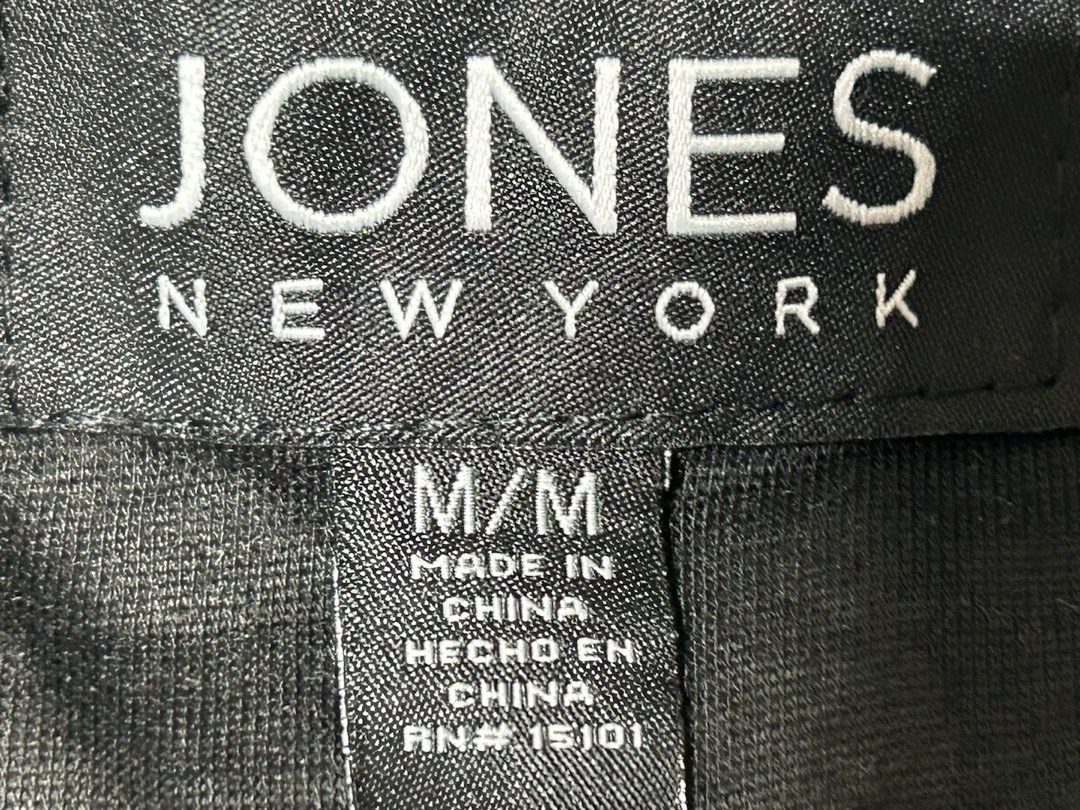 JONES
NEW YORK
M/M
MADE IN
CHINA
HECHO EN
CHINA
RN# 15101